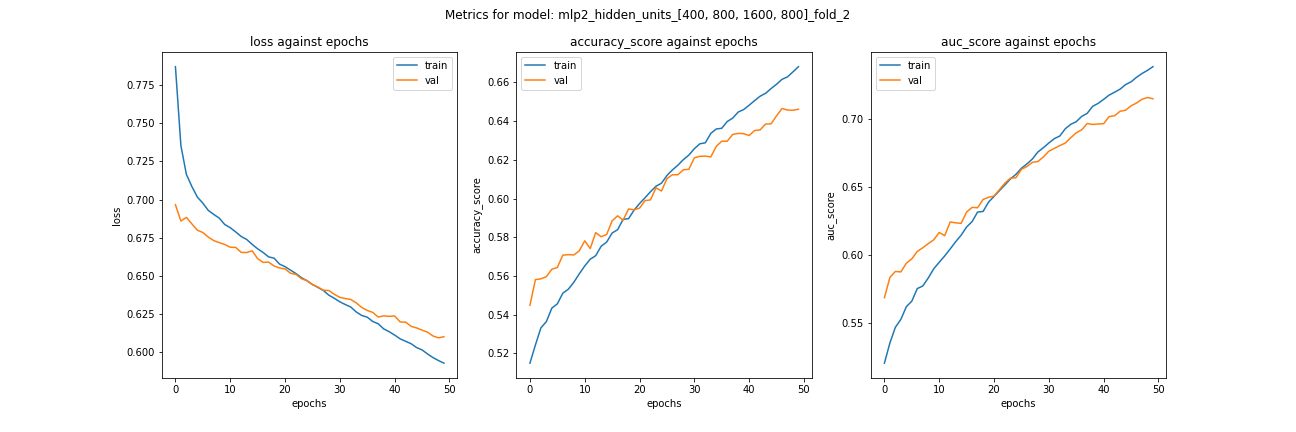 Metrics for model: mlp2_hidden_units_[400, 800, 1600, 800]_fold_2
loss against epochs
train
val
0.775
0.750
0.725
0.700
0.675
0.650
0.625
0.600
loss
0 10 20 30 40 50
epochs
accuracy_score against epochs
train
val
0.66
0.64
0.62
0.60
0.58
0.56
0.54
0.52
accuracy_score
0 10 20 30 40 50
epochs
auc_score against epochs
train
val
0.70
0.65
0.60
0.55
auc_score
0 10 20 30 40 50
epochs